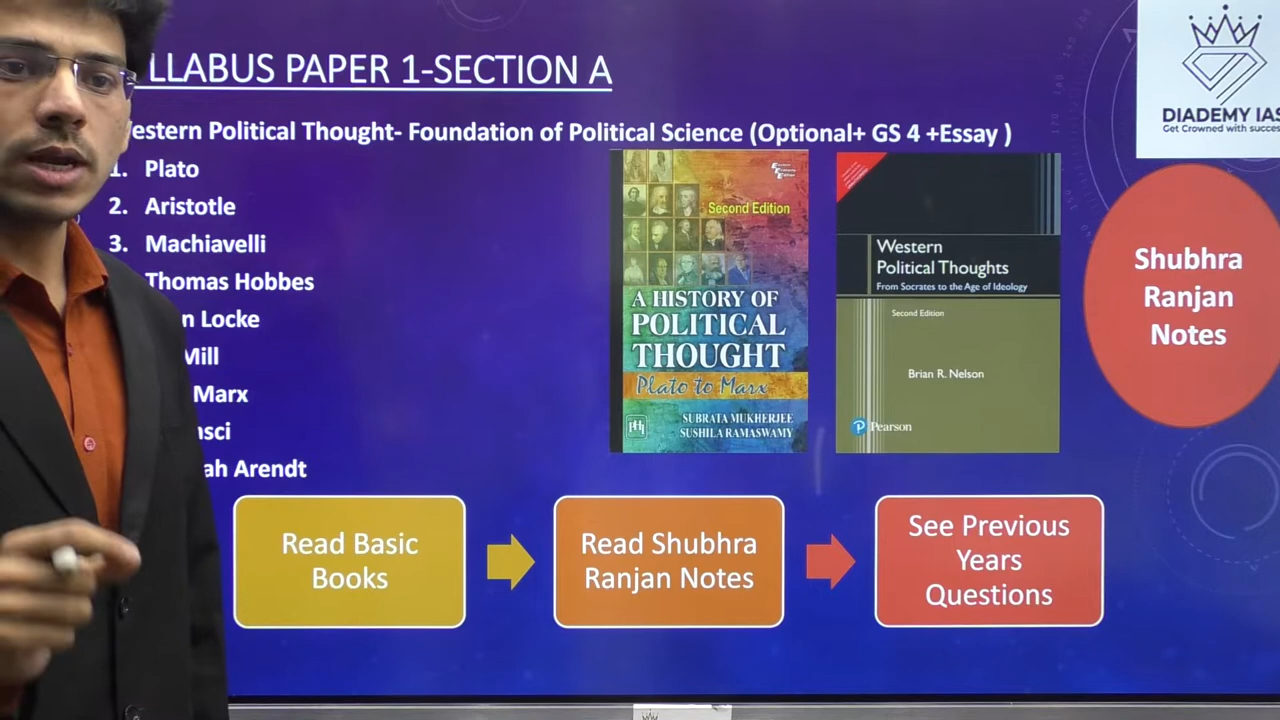 LLABUS PAPER 1-SECTION A
estern Political Thought- Foundation of Political Science (Optional+ GS 4 +Essay )
1. Plato
2. Aristotle
3. Machiavelli
Thomas Hobbes
n Locke
Mill
Marx
sci
ah Arendt
Second Edition
A HISTORY OF
POLITICAL
THOUGHT
Plato to Marx
SUBRATA MUKHERJEE
SUSHILA RAMASWAMY
PHI
Western
Political Thoughts
From Socrates to the Age of Ideology
Second Edition
Brian R. Nelson
Pearson
DIADEMY IAS
Get Crowned with succes
Shubhra
Ranjan
Notes
Read Basic
Books
Read Shubhra
Ranjan Notes
See Previous
Years
Questions